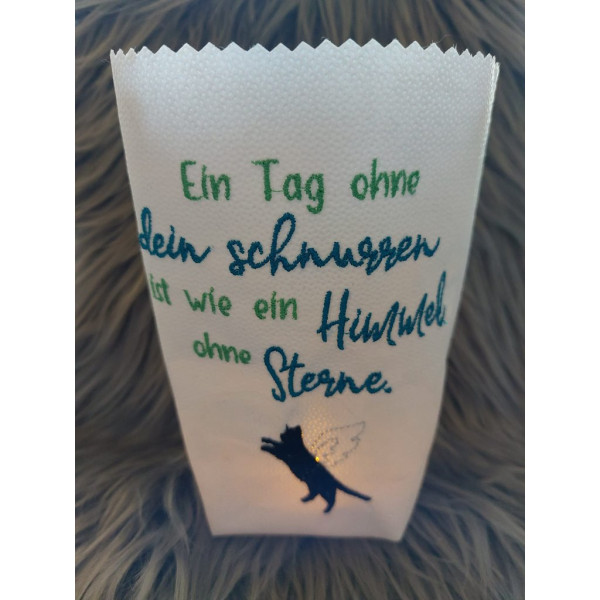 Ein Tag ohne
dein schnurren
ist wie ein Himmel
ohne Sterne.